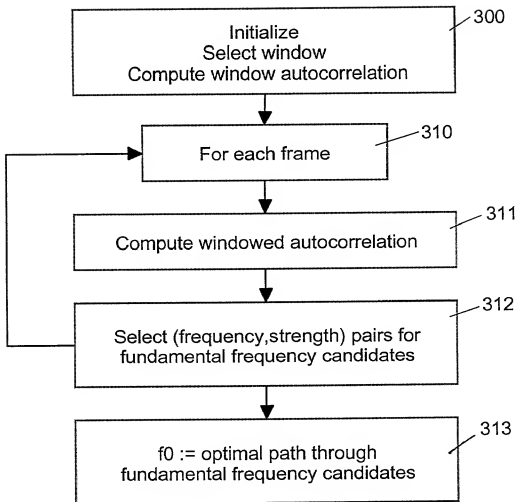 300
Initialize
Select window
Compute window autocorrelation
310
For each frame
311
Compute windowed autocorrelation
312
Select (frequency,strength) pairs for
fundamental frequency candidates
313
f0 := optimal path through
fundamental frequency candidates